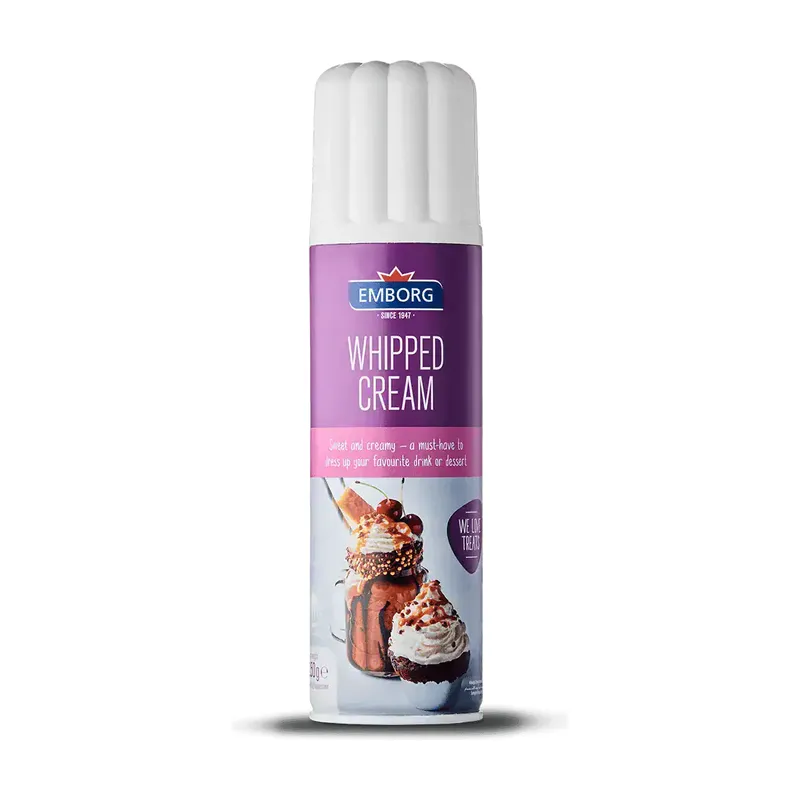 EMBORG
· SINCE 1947 ·
WHIPPED
CREAM
Sweet and creamy – a must-have to
dress up your favourite drink or dessert
WE LOVE
TREATS